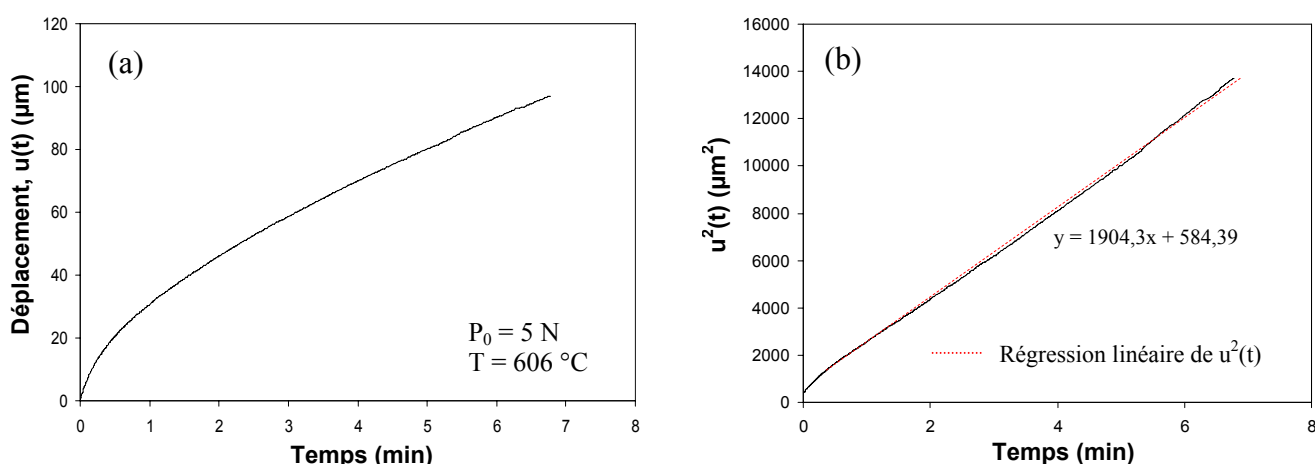 (a)
Déplacement, u(t) (µm)
120
100
80
60
40
20
0
0 1 2 3 4 5 6 7 8
Temps (min)
P₀ = 5 N
T = 606 °C
(b)
u²(t) (µm²)
16000
14000
12000
10000
8000
6000
4000
2000
0
0 2 4 6 8
Temps (min)
y = 1904,3x + 584,39
Régression linéaire de u²(t)